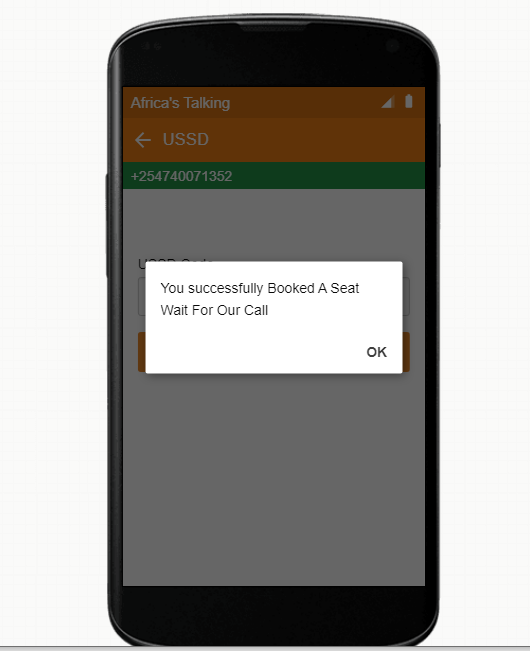 Africa's Talking
USSD
+254740071352
USSD Code
You successfully Booked A Seat
Wait For Our Call
OK